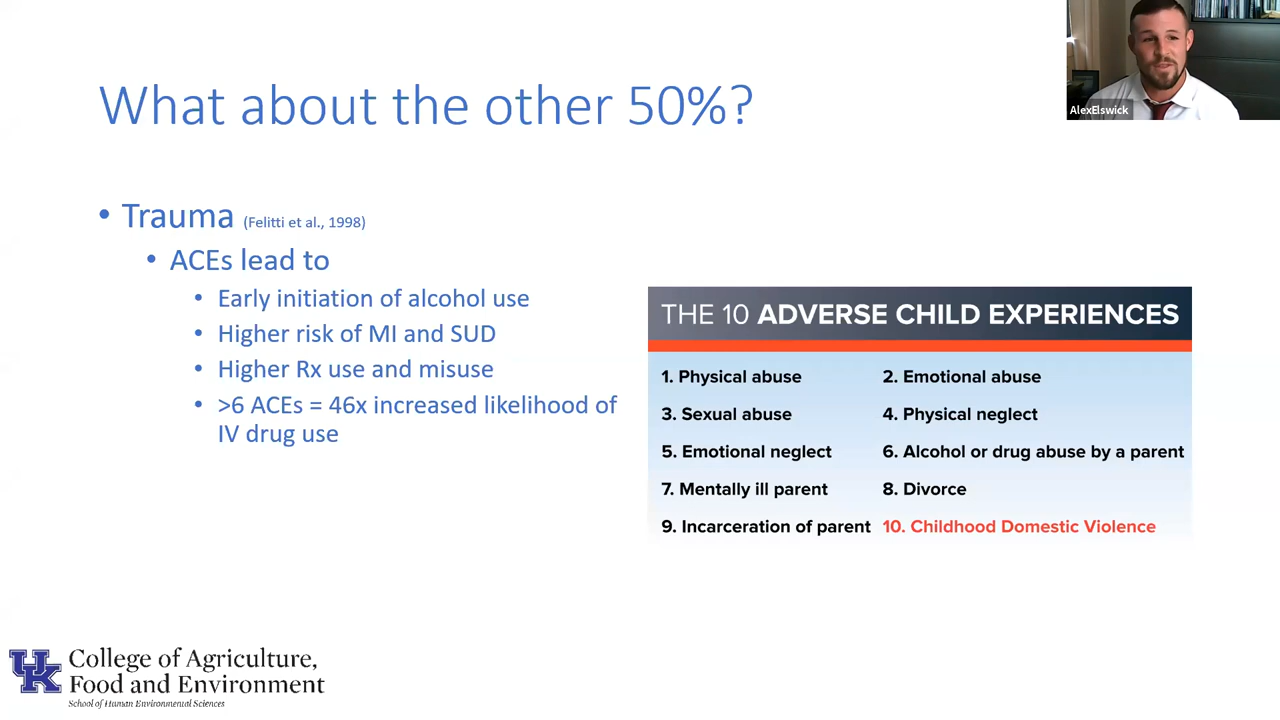 What about the other 50%?
AlexElswick
• Trauma (Felitti et al., 1998)
• ACEs lead to
• Early initiation of alcohol use
• Higher risk of MI and SUD
• Higher Rx use and misuse
• >6 ACEs = 46x increased likelihood of
IV drug use
THE 10 ADVERSE CHILD EXPERIENCES
1. Physical abuse
2. Emotional abuse
3. Sexual abuse
4. Physical neglect
5. Emotional neglect
6. Alcohol or drug abuse by a parent
7. Mentally ill parent
8. Divorce
9. Incarceration of parent
10. Childhood Domestic Violence
UK
College of Agriculture,
Food and Environment
School of Human Environmental Sciences